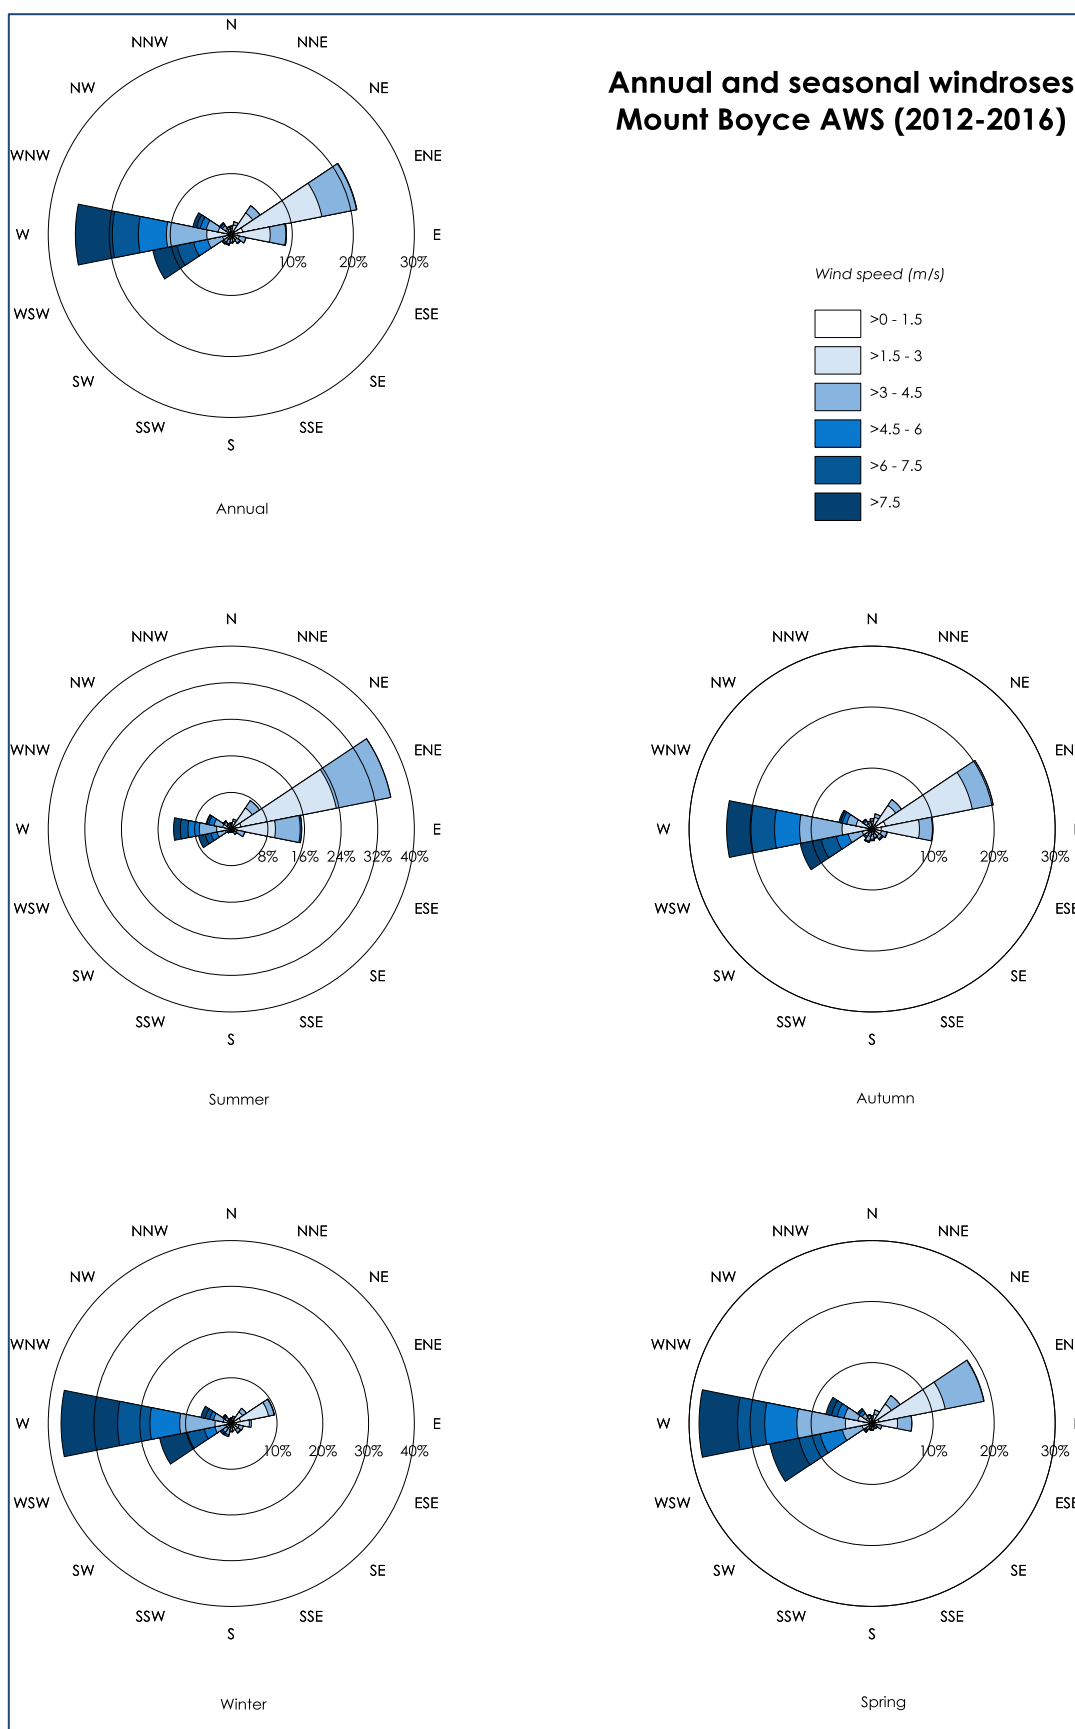 Annual and seasonal windroses
Mount Boyce AWS (2012-2016)
N
NNW
NNE
NW
NE
WNW
ENE
W
E
10%
20%
30%
WSW
ESE
SW
SE
SSW
SSE
S
Annual
Wind speed (m/s)
>0 - 1.5
>1.5 - 3
>3 - 4.5
>4.5 - 6
>6 - 7.5
>7.5
N
NNW
NNE
NW
NE
WNW
ENE
W
E
8%
16%
24%
32%
40%
WSW
ESE
SW
SE
SSW
SSE
S
Summer
N
NNW
NNE
NW
NE
WNW
EN
W
10%
20%
30%
WSW
ESE
SW
SE
SSW
SSE
S
Autumn
N
NNW
NNE
NW
NE
WNW
ENE
W
E
10%
20%
30%
40%
WSW
ESE
SW
SE
SSW
SSE
S
Winter
N
NNW
NNE
NW
NE
WNW
EN
W
10%
20%
30%
WSW
ESE
SW
SE
SSW
SSE
S
Spring